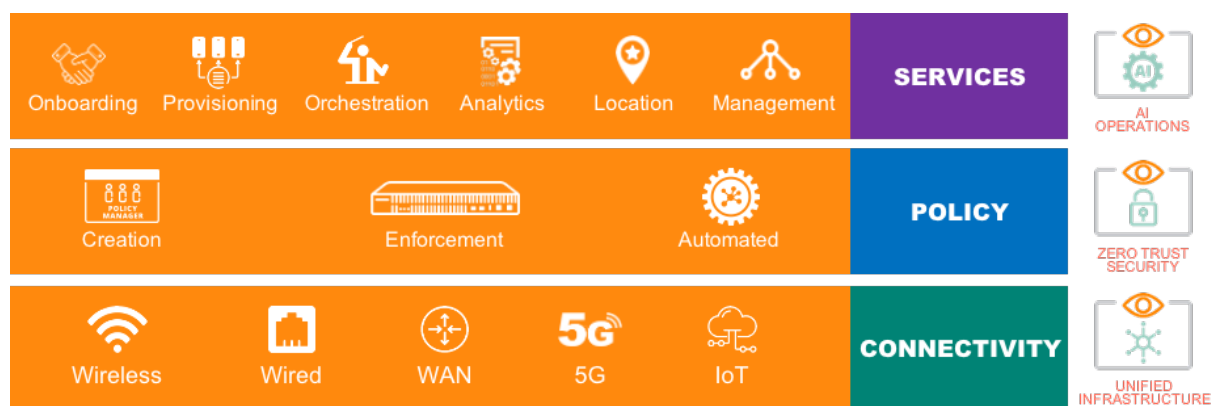 Onboarding Provisioning Orchestration Analytics Location Management
SERVICES
AI
AI
OPERATIONS
POLICY
MANAGER
Creation Enforcement Automated
POLICY
ZERO TRUST
SECURITY
5G
Wireless Wired WAN 5G IoT
CONNECTIVITY
UNIFIED
INFRASTRUCTURE